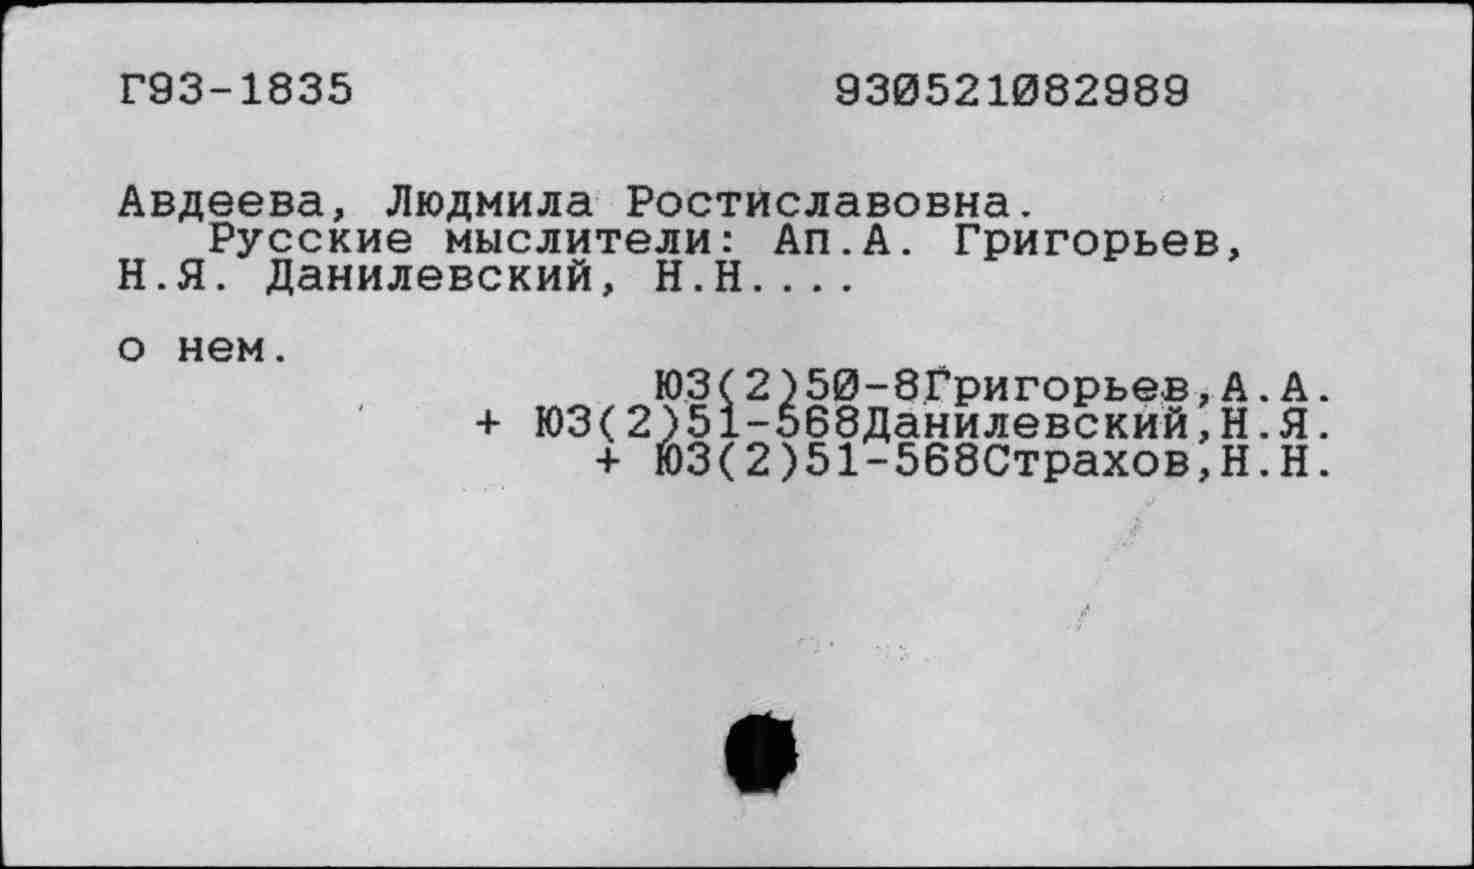 Г93-1835 930521082989
Авдеева, Людмила Ростиславовна.
Русские мыслители: Ап.А. Григорьев,
Н.Я. Данилевский, Н.Н....
о нем.
Ю3(2)50-8Григорьев,А.А.
+ Ю3(2)51-568Данилевский,Н.Я.
+ Ю3(2)51-568Страхов,Н.Н.